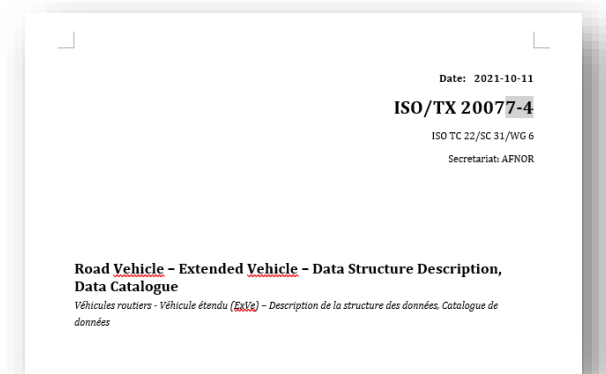 Date: 2021-10-11
ISO/TX 20077-4
ISO TC 22/SC 31/WG 6
Secretariat: AFNOR
Road Vehicle – Extended Vehicle – Data Structure Description,
Data Catalogue
Véhicules routiers - Véhicule étendu (ExVe) – Description de la structure des données, Catalogue de
données